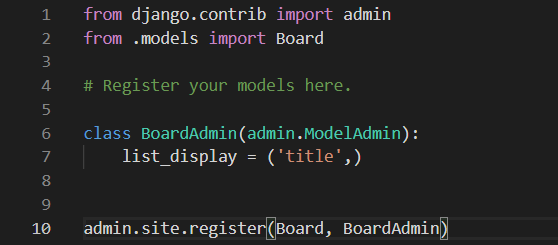 1 from django.contrib import admin
2 from .models import Board
3
4 # Register your models here.
5
6 class BoardAdmin(admin.ModelAdmin):
7     list_display = ('title',)
8
9
10 admin.site.register(Board, BoardAdmin)